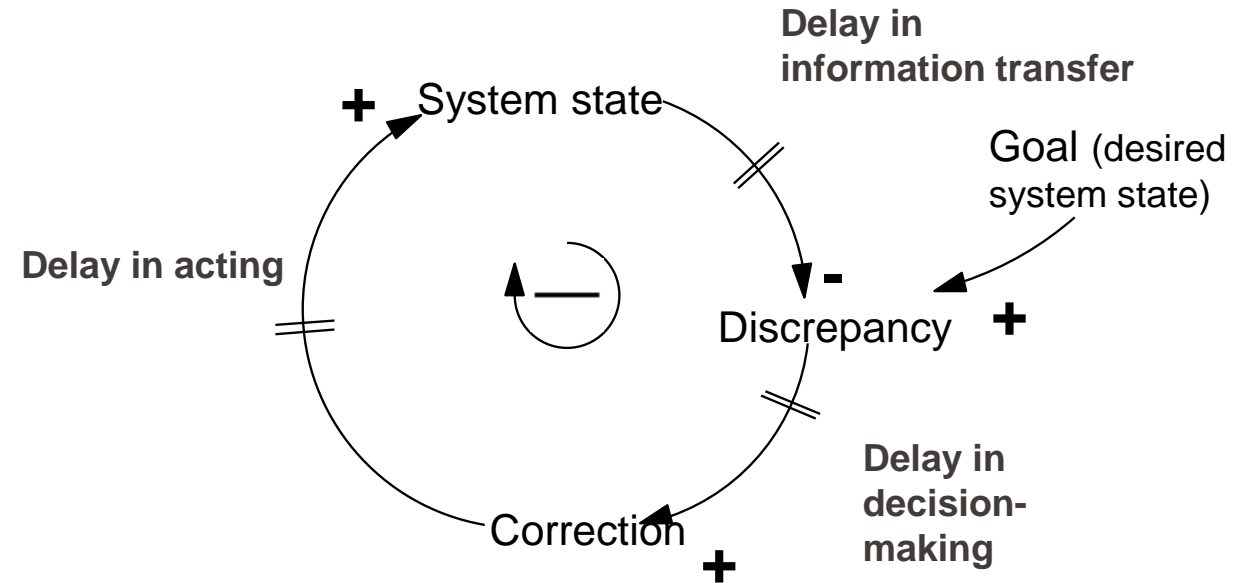 Delay in
information transfer
+ System state
Goal (desired
system state)
Delay in acting
-
Discrepancy +
Delay in
decision-
making
Correction
+